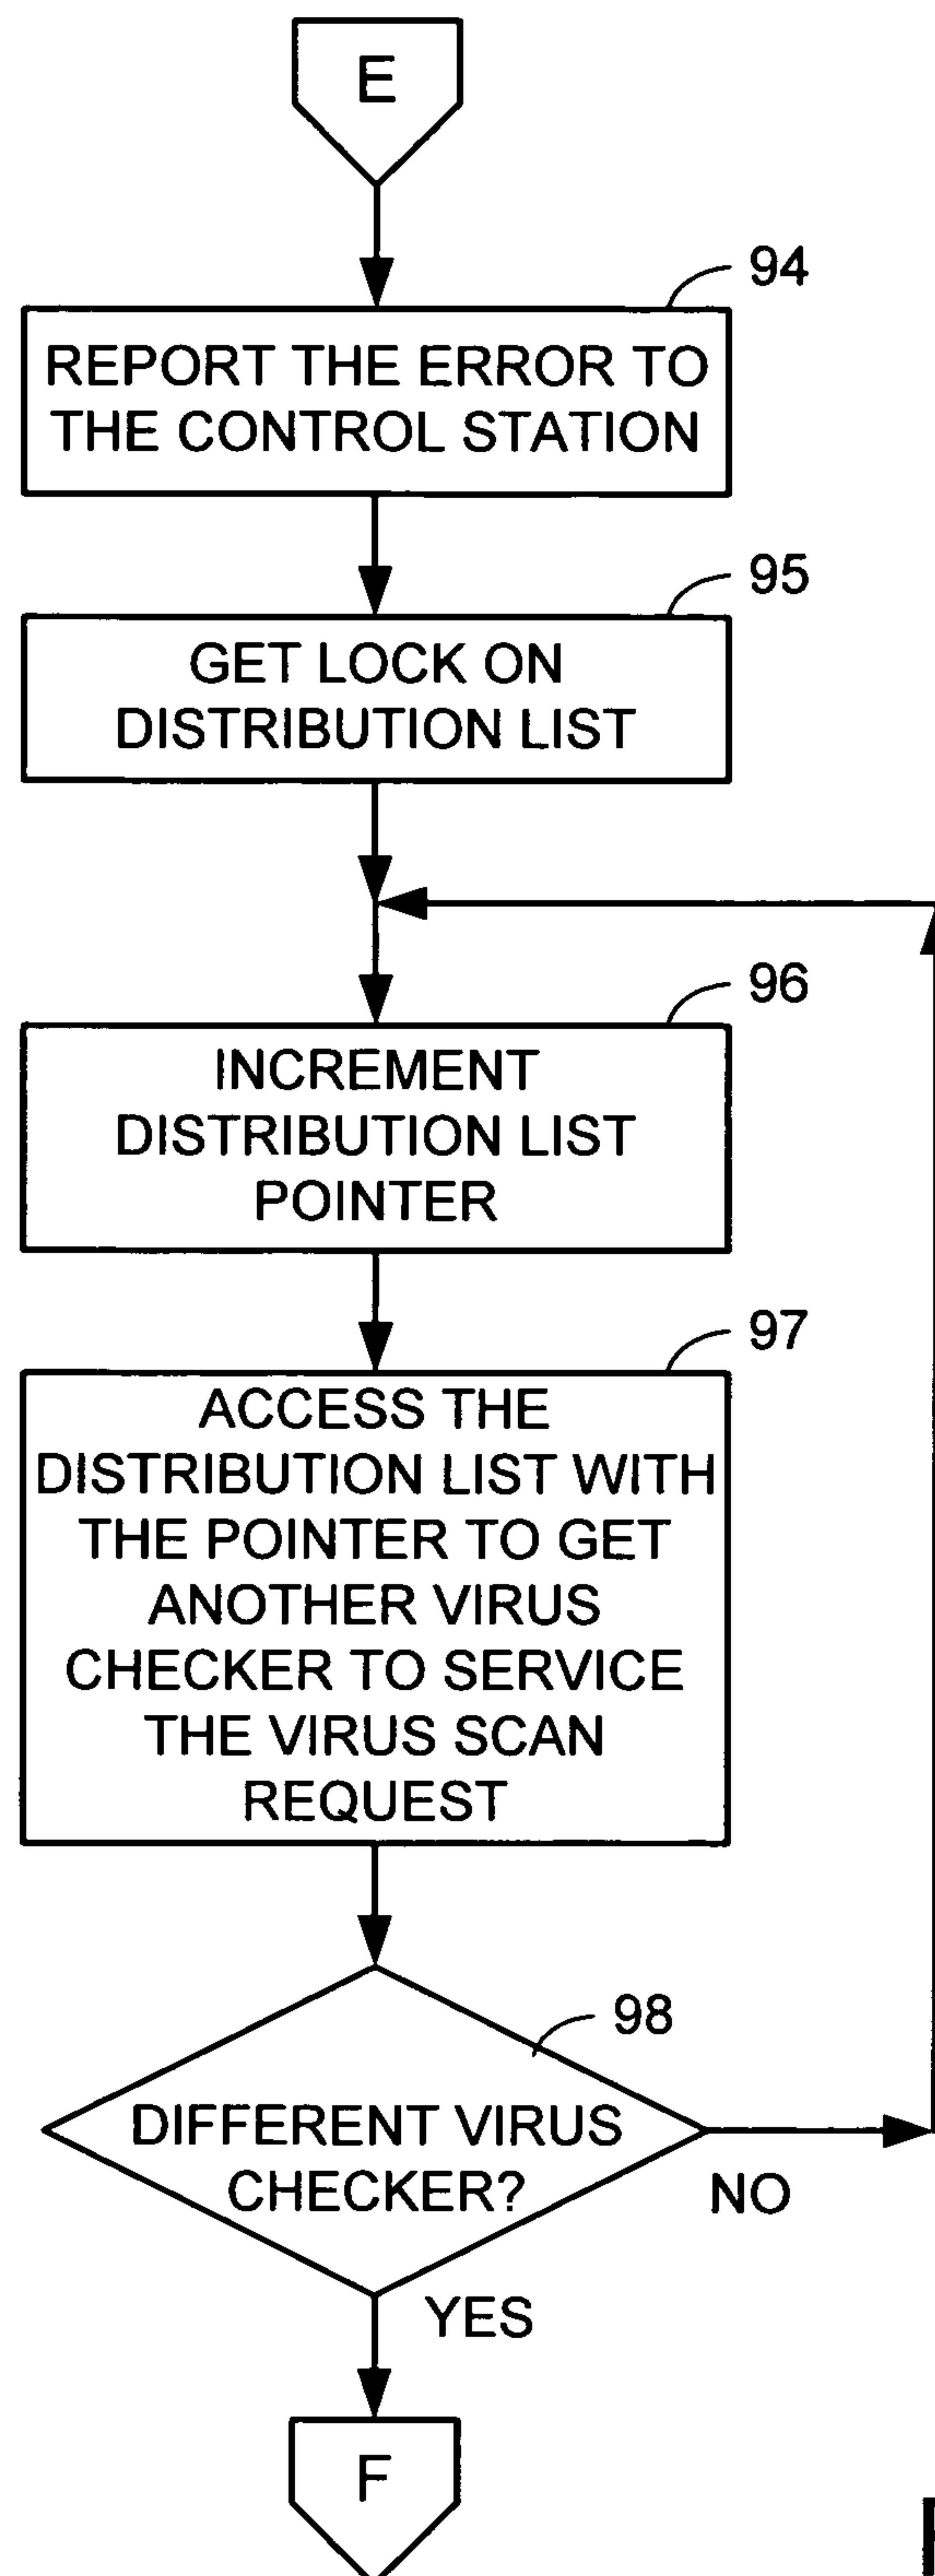 E
94
REPORT THE ERROR TO
THE CONTROL STATION
95
GET LOCK ON
DISTRIBUTION LIST
96
INCREMENT
DISTRIBUTION LIST
POINTER
97
ACCESS THE
DISTRIBUTION LIST WITH
THE POINTER TO GET
ANOTHER VIRUS
CHECKER TO SERVICE
THE VIRUS SCAN
REQUEST
98
DIFFERENT VIRUS
CHECKER?
NO
YES
F